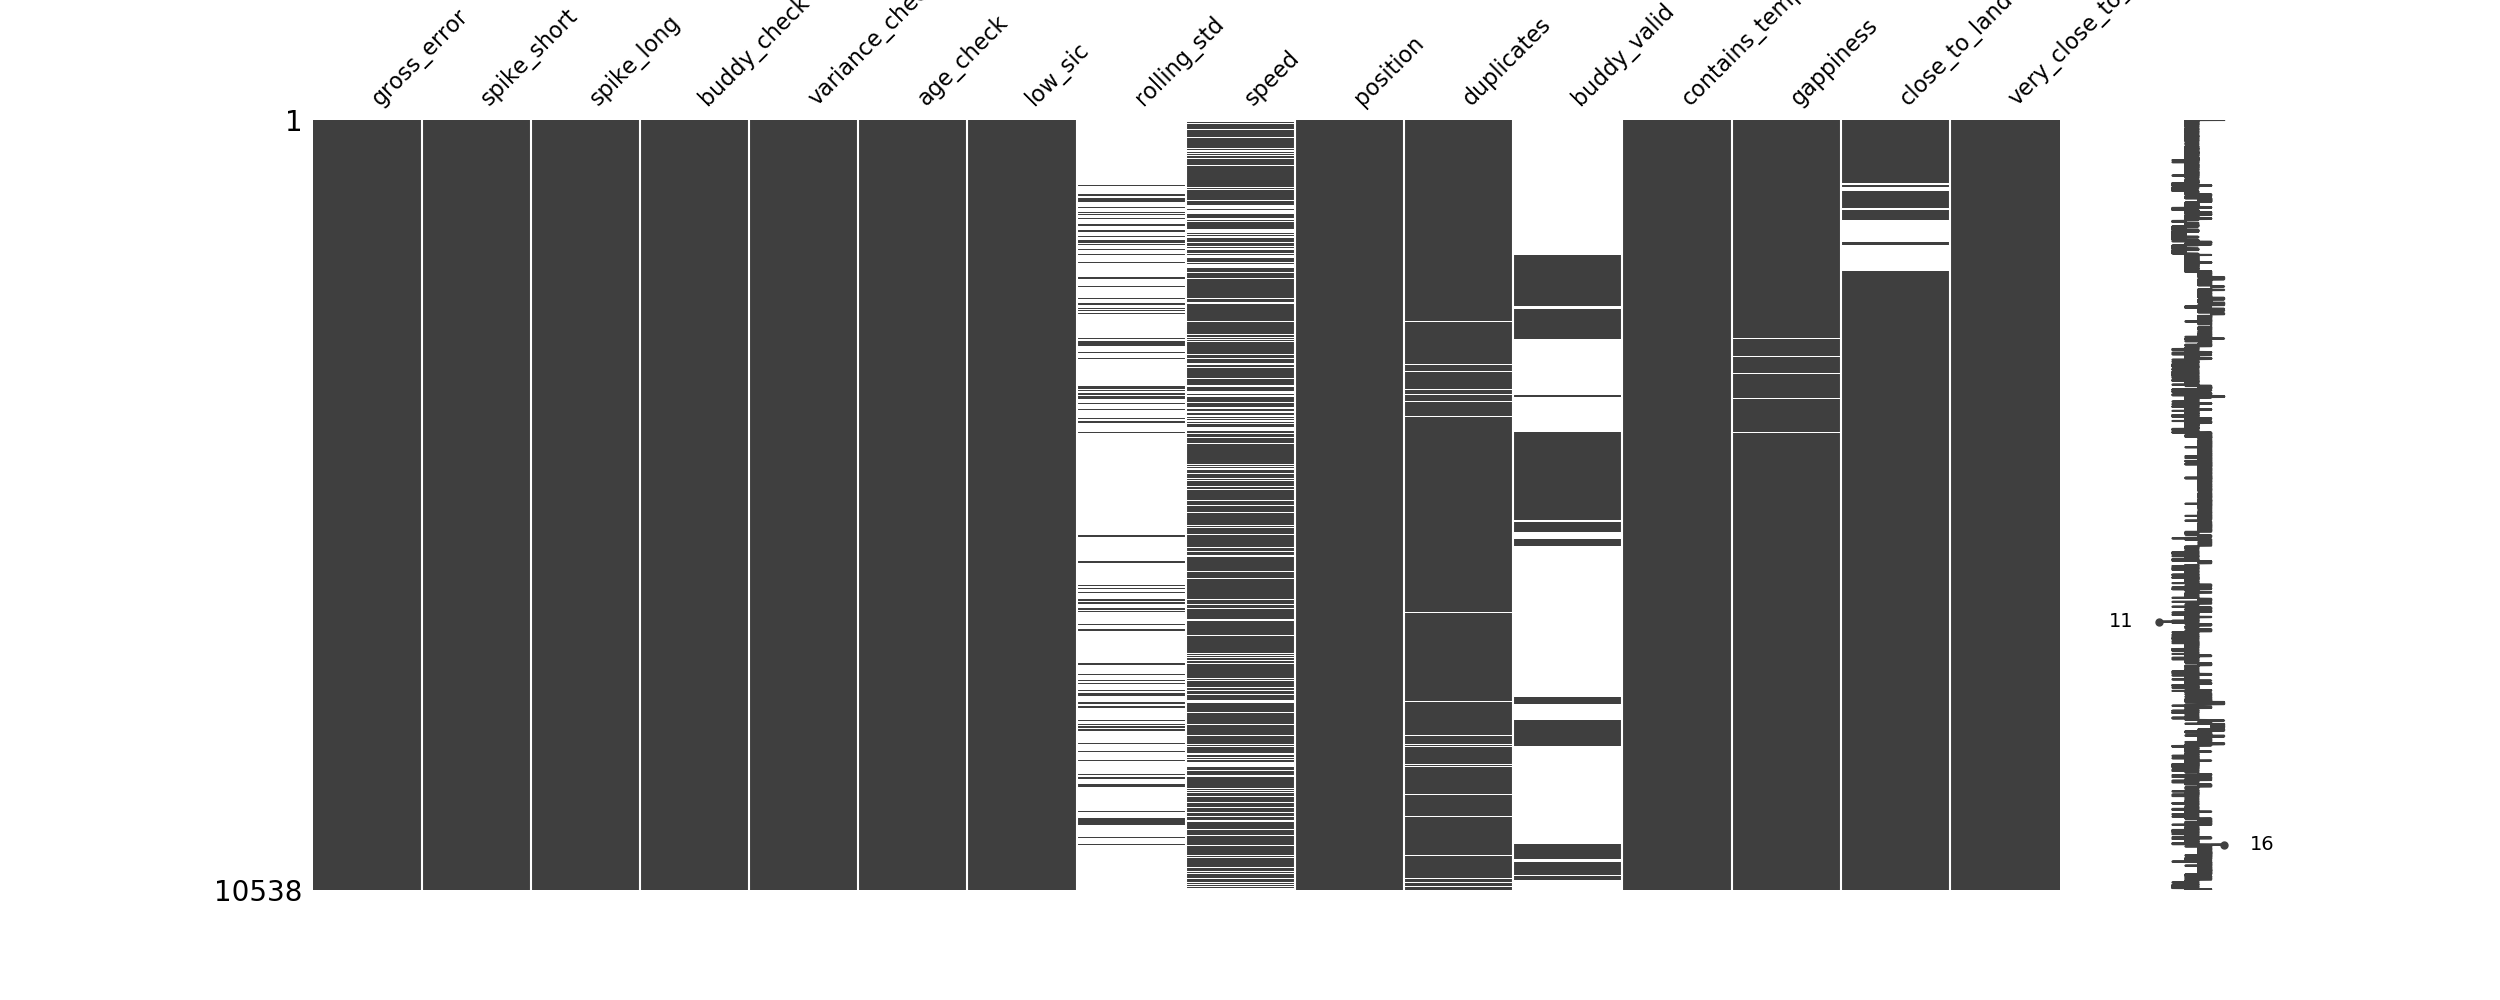 gross_error
spike_short
spike_long
buddy_check
age_check
low_sic
rolling_std
speed
position
duplicates
buddy_valid
gappiness
close_to_land
1
11
16
10538